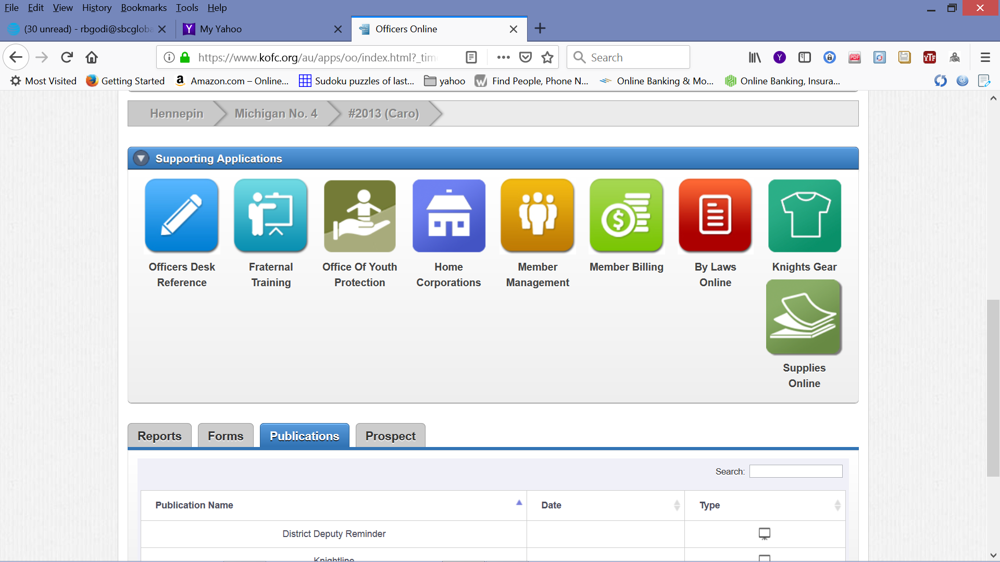 File Edit View History Bookmarks Tools Help
(30 unread) - rbgodi@sbcgloba
My Yahoo
Officers Online
https://www.kofc.org/au/apps/oo/index.html?_tim
Search
Most Visited
Getting Started
Amazon.com – Online...
Sudoku puzzles of last...
yahoo
Find People, Phone N...
Online Banking & Mo...
Online Banking, Insura...
Hennepin
Michigan No. 4
#2013 (Caro)
Supporting Applications
Officers Desk
Reference
Fraternal
Training
Office Of Youth
Protection
Home
Corporations
Member
Management
Member Billing
By Laws
Online
Knights Gear
Supplies
Online
Reports
Forms
Publications
Prospect
Search:
Publication Name
Date
Type
District Deputy Reminder
Knightline